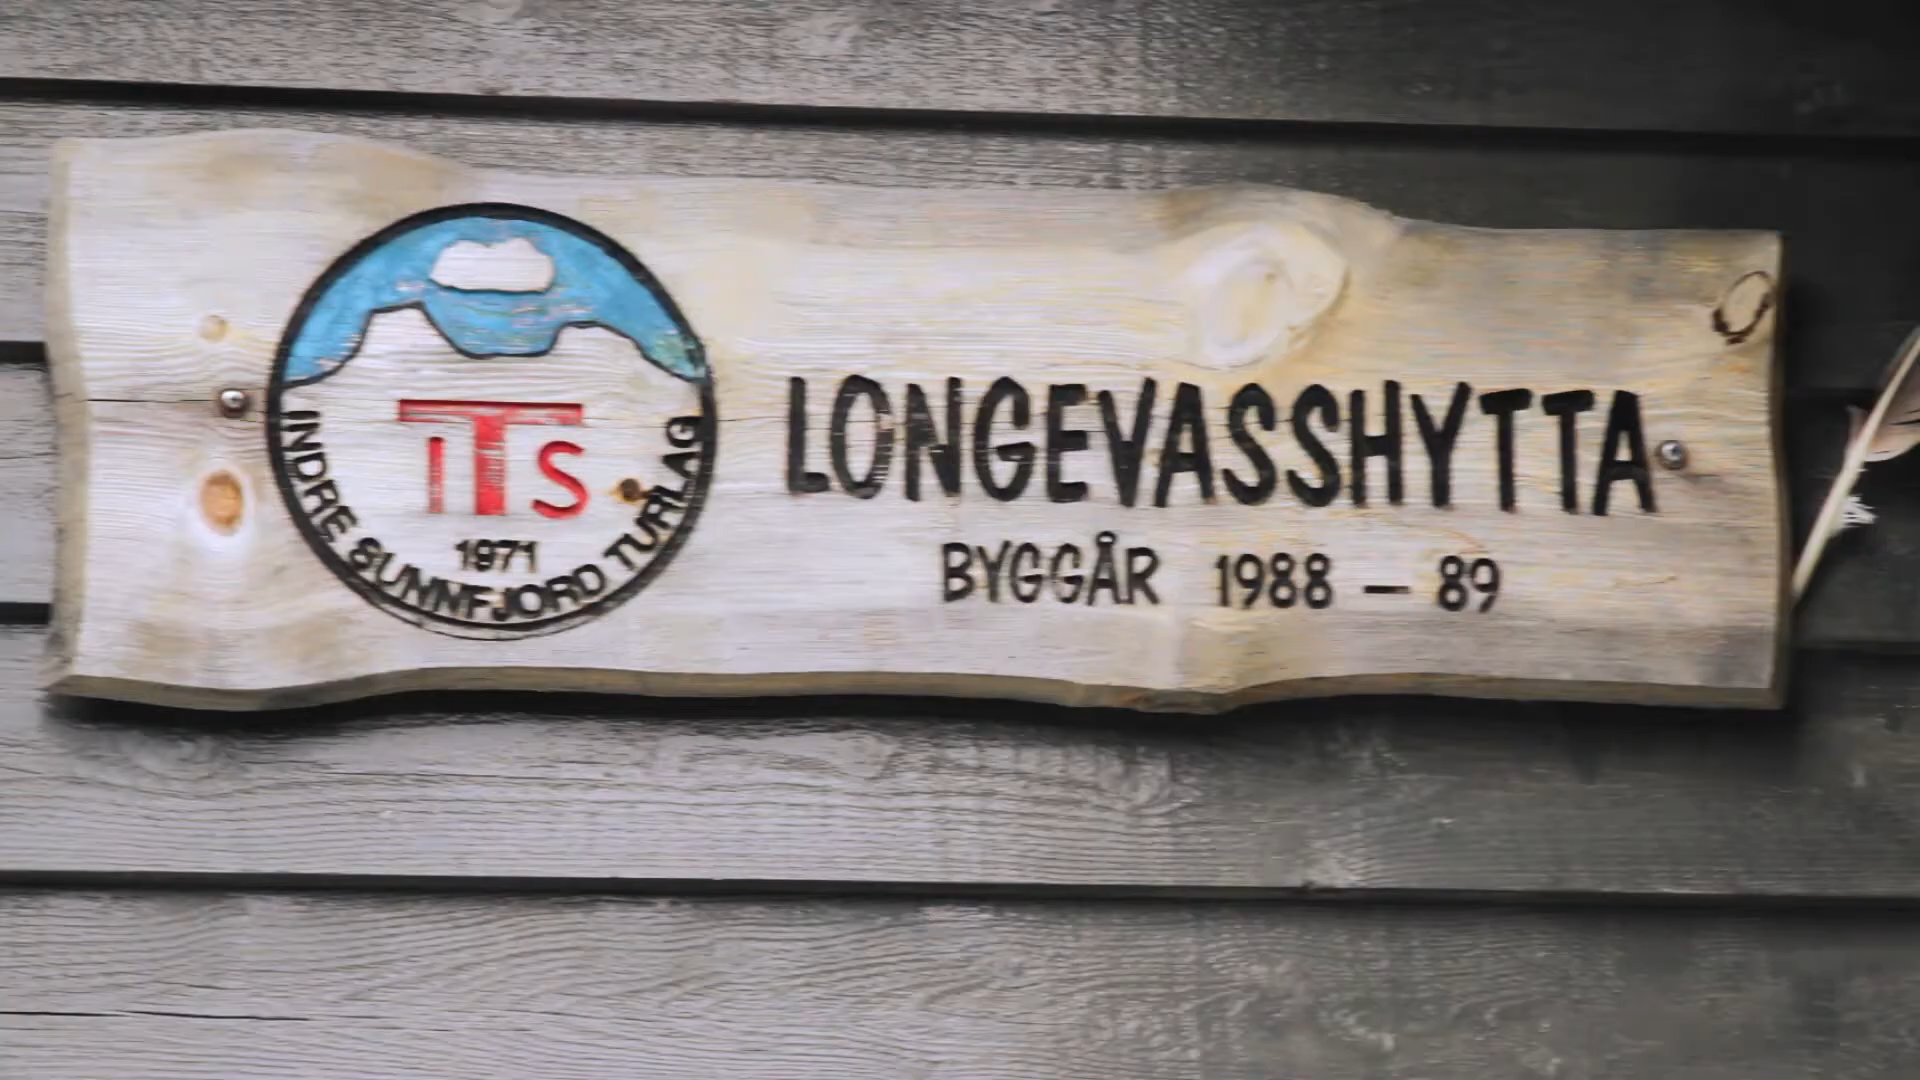 ITS
1971
INDRE SUNNFJORD TURLAG
LONGEVASSHYTTA
BYGGÅR 1988 – 89